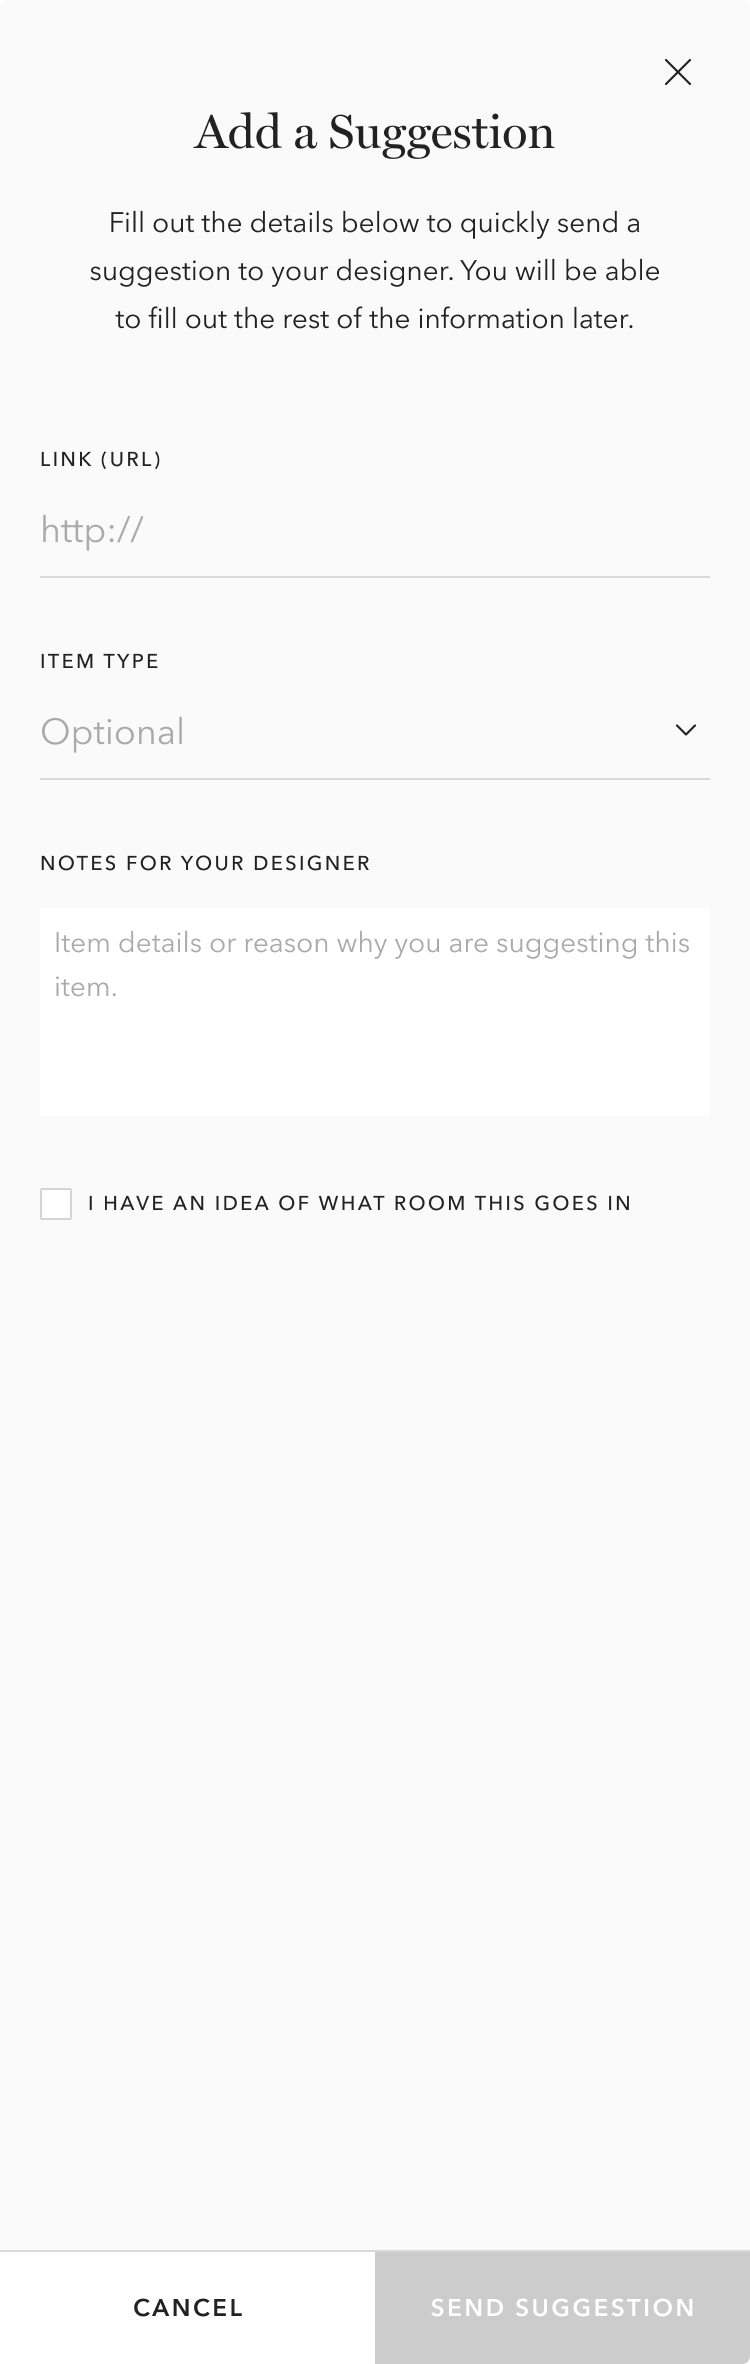 Add a Suggestion
Fill out the details below to quickly send a
suggestion to your designer. You will be able
to fill out the rest of the information later.
LINK (URL)
http://
ITEM TYPE
Optional
NOTES FOR YOUR DESIGNER
Item details or reason why you are suggesting this
item.
I HAVE AN IDEA OF WHAT ROOM THIS GOES IN
CANCEL
SEND SUGGESTION